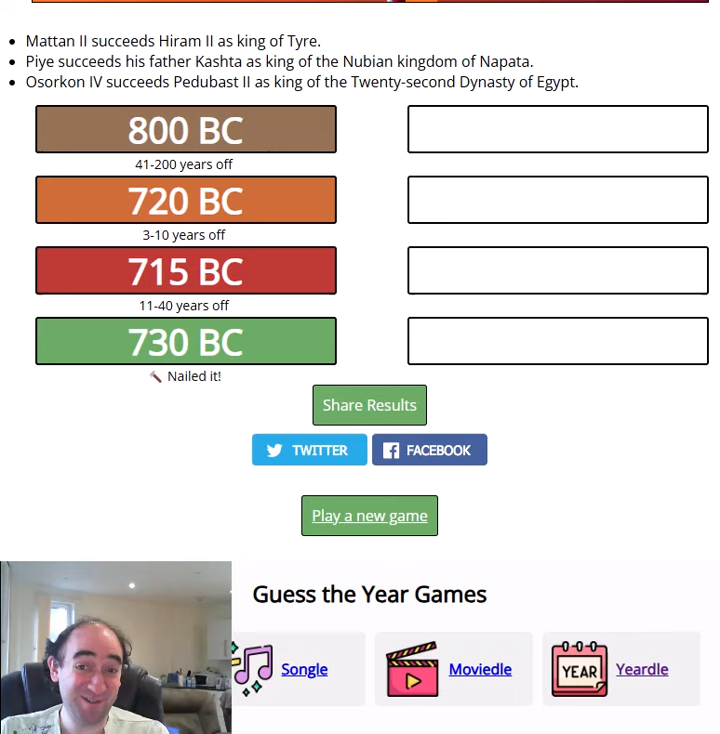 Mattan II succeeds Hiram II as king of Tyre.
Piye succeeds his father Kashta as king of the Nubian kingdom of Napata.
Osorkon IV succeeds Pedubast II as king of the Twenty-second Dynasty of Egypt.
800 BC
41-200 years off
720 BC
3-10 years off
715 BC
11-40 years off
730 BC
Nailed it!
Share Results
TWITTER
FACEBOOK
Play a new game
Guess the Year Games
Songle
Moviedle
YEAR
Yeardle